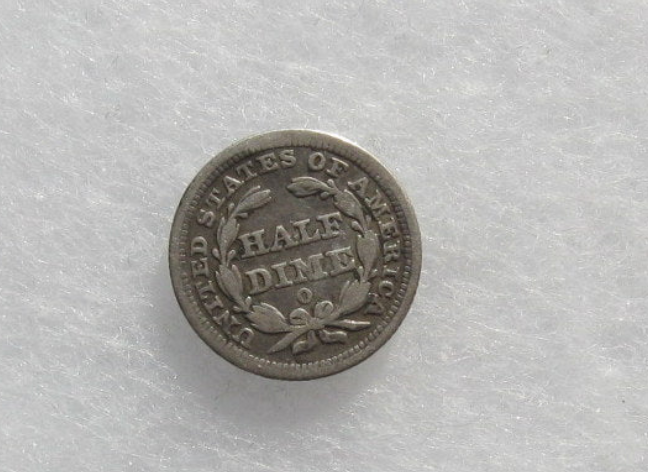 UNITED STATES OF AMERICA
HALF
DIME
O